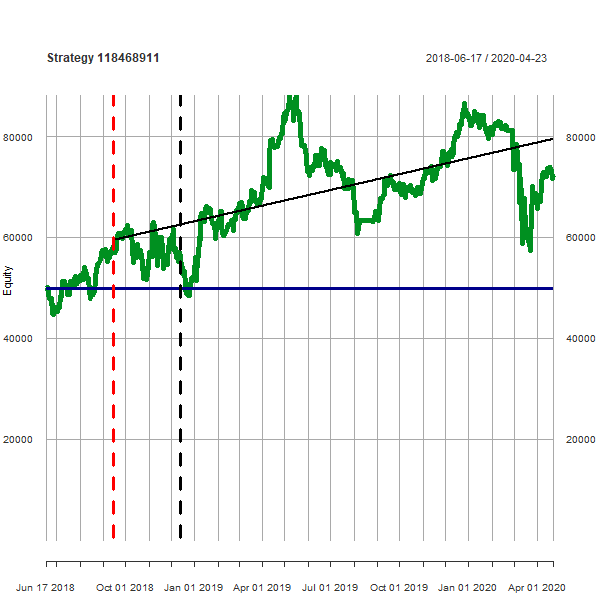 Strategy 118468911
2018-06-17 / 2020-04-23
80000 80000
60000 60000
Equity
40000 40000
20000 20000
Jun 17 2018 Oct 01 2018 Jan 01 2019 Apr 01 2019 Jul 01 2019 Oct 01 2019 Jan 01 2020 Apr 01 2020